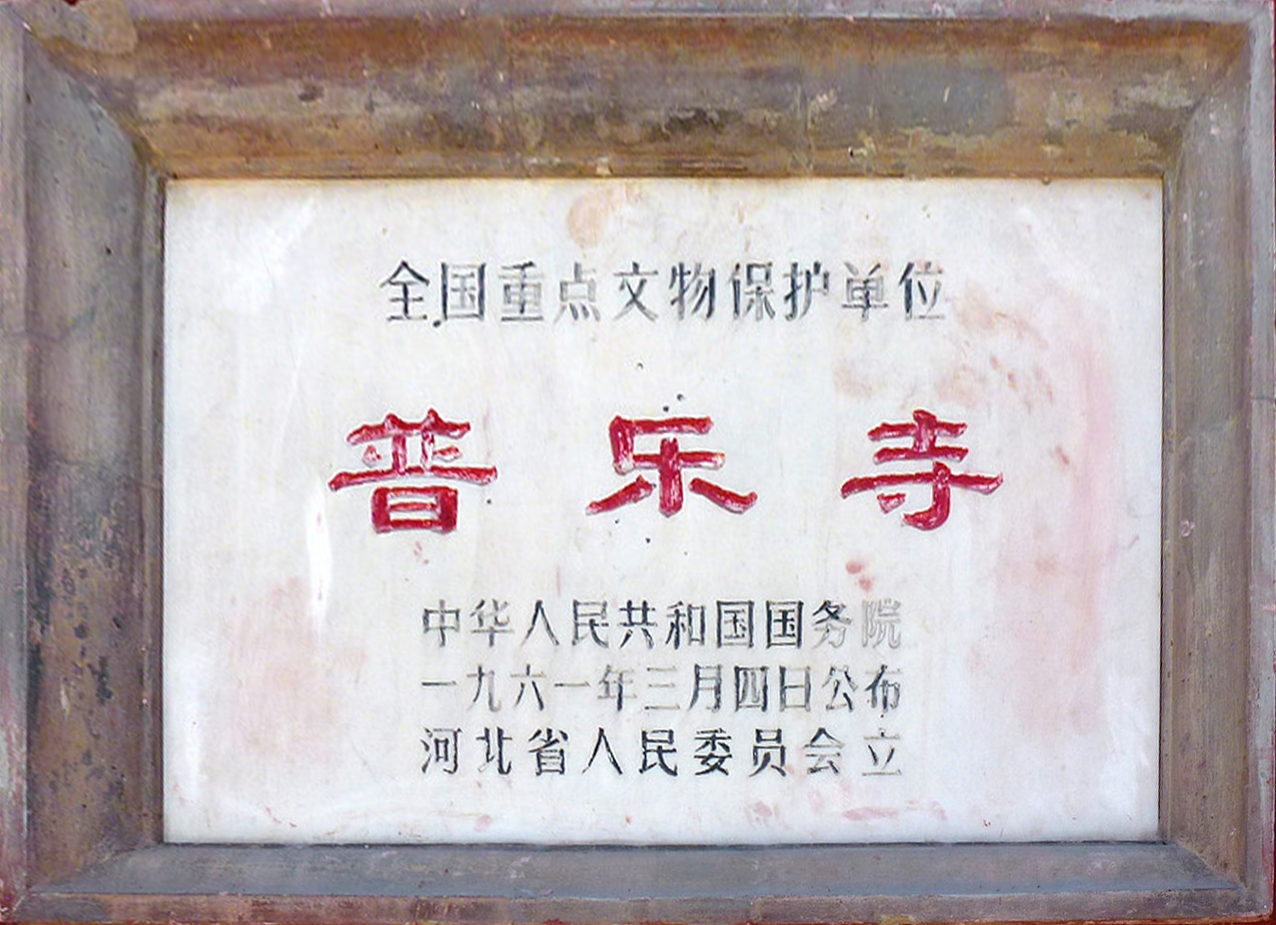 全国重点文物保护单位
普乐寺
中华人民共和国国务院
一九六一年三月四日公布
河北省人民委员会立